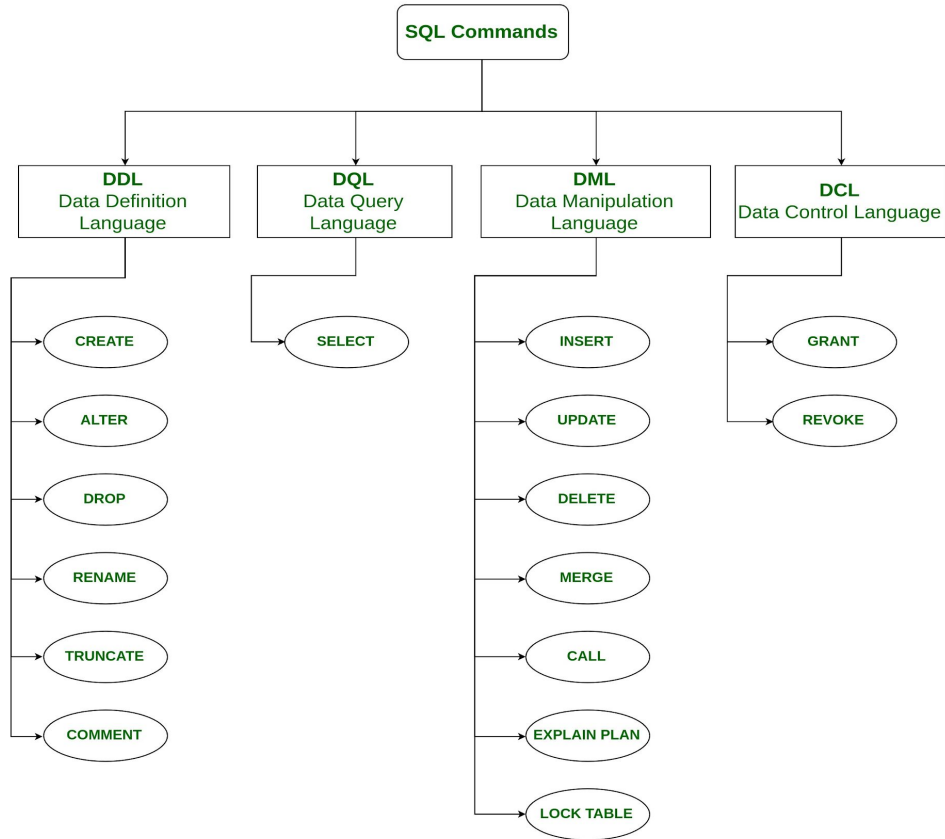 SQL Commands
DDL
Data Definition
Language
DQL
Data Query
Language
DML
Data Manipulation
Language
DCL
Data Control Language
CREATE
ALTER
DROP
RENAME
TRUNCATE
COMMENT
SELECT
INSERT
UPDATE
DELETE
MERGE
CALL
EXPLAIN PLAN
LOCK TABLE
GRANT
REVOKE